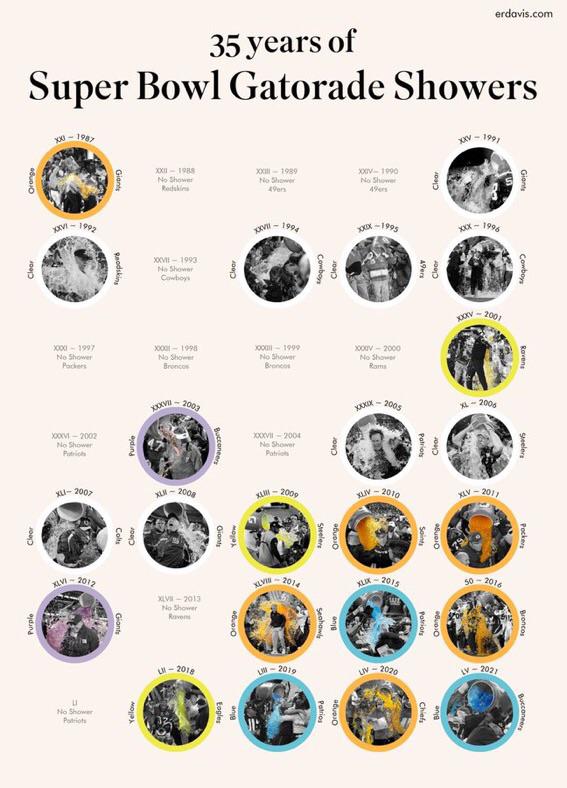 erdavis.com
35 years of
Super Bowl Gatorade Showers
XXI – 1987
Orange
Giants
XXII – 1988
No Shower
Redskins
XXIII – 1989
No Shower
49ers
XXIV – 1990
No Shower
49ers
XXV – 1991
Clear
Giants
XXVI – 1992
Clear
Readskins
XXVII – 1993
No Shower
Cowboys
XXVII – 1994
Clear
Cowboys
XXIX – 1995
Clear
49ers
XXX – 1996
Clear
Cowboys
XXXI – 1997
No Shower
Packers
XXXII – 1998
No Shower
Broncos
XXXIII – 1999
No Shower
Broncos
XXXIV – 2000
No Shower
Rams
XXXV – 2001
Ravens
XXXVI – 2002
No Shower
Patriots
XXXVII – 2003
Purple
Buccaneers
XXXVII – 2004
No Shower
Patriots
XXXIX – 2005
Clear
Patriots
XL – 2006
Clear
Steelers
XLI – 2007
Clear
Colts
XLII – 2008
Clear
Giants
XLIII – 2009
Yellow
Steelers
XLIV – 2010
Orange
Saints
XLV – 2011
Orange
Packers
XLVI – 2012
Purple
Giants
XLVII – 2013
No Shower
Ravens
XLVIII – 2014
Orange
Seahawks
XLIX – 2015
Blue
Patriots
50 – 2016
Orange
Broncos
LI
No Shower
Patriots
LII – 2018
Yellow
Eagles
LIII – 2019
Blue
Patrios
LIV – 2020
Orange
Chiefs
LV – 2021
Blue
Buccaneers